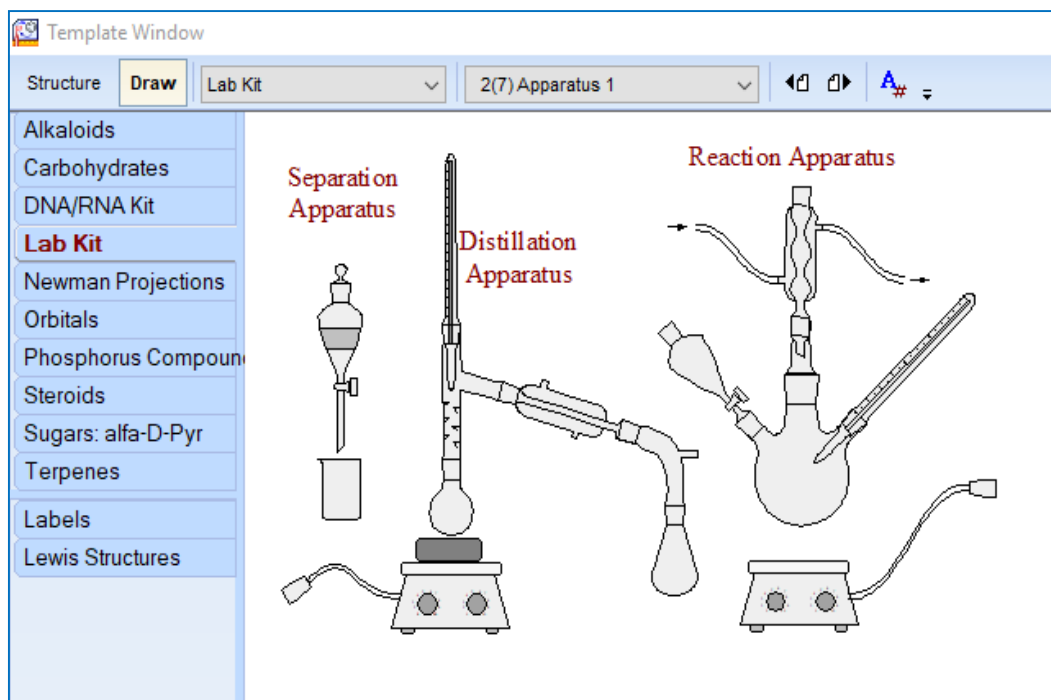 Template Window
Structure Draw Lab Kit 2(7) Apparatus 1 A#
Alkaloids
Carbohydrates
DNA/RNA Kit
Lab Kit
Newman Projections
Orbitals
Phosphorus Compoun
Steroids
Sugars: alfa-D-Pyr
Terpenes
Labels
Lewis Structures
Separation
Apparatus
Distillation
Apparatus
Reaction Apparatus